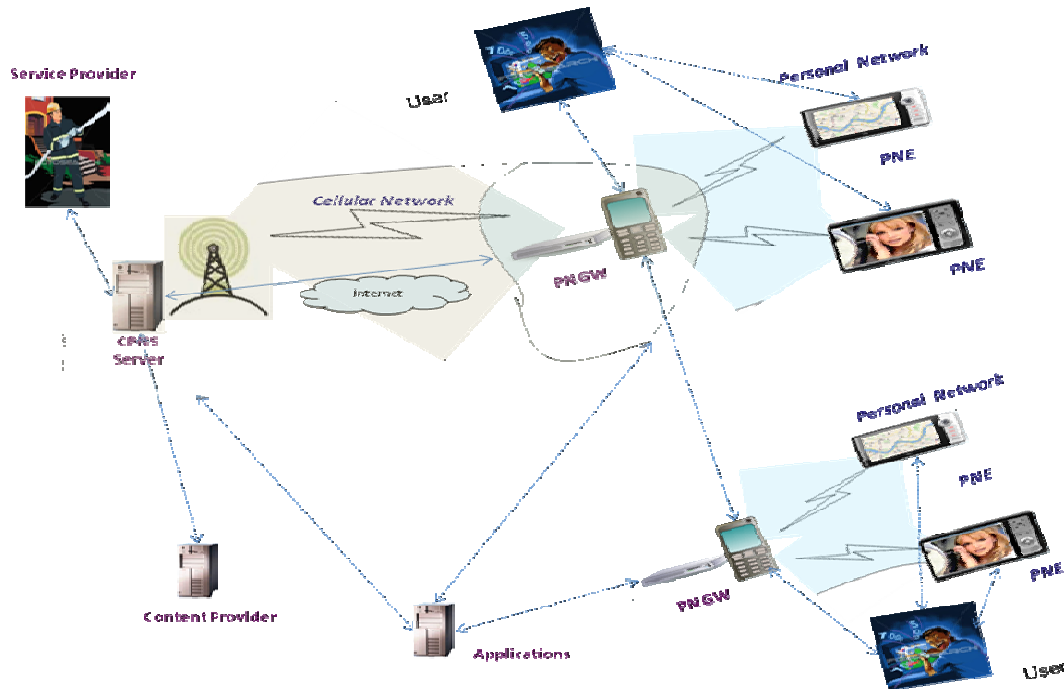 Service Provider
User
Personal Network
PNE
Cellular Network
PNE
PNGW
Internet
CPNS
Server
Personal Network
PNE
PNE
PNGW
Content Provider
Applications
User